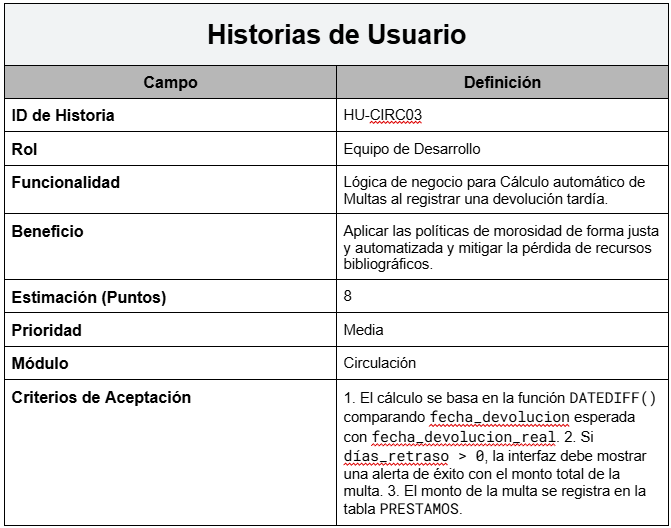 Historias de Usuario
Campo
Definición
ID de Historia
HU-CIRC03
Rol
Equipo de Desarrollo
Funcionalidad
Lógica de negocio para Cálculo automático de
Multas al registrar una devolución tardía.
Beneficio
Aplicar las políticas de morosidad de forma justa
y automatizada y mitigar la pérdida de recursos
bibliográficos.
Estimación (Puntos)
8
Prioridad
Media
Módulo
Circulación
Criterios de Aceptación
1. El cálculo se basa en la función DATEDIFF()
comparando fecha_devolucion esperada
con fecha_devolucion_real. 2. Si
días_retraso > 0, la interfaz debe mostrar
una alerta de éxito con el monto total de la
multa. 3. El monto de la multa se registra en la
tabla PRESTAMOS.